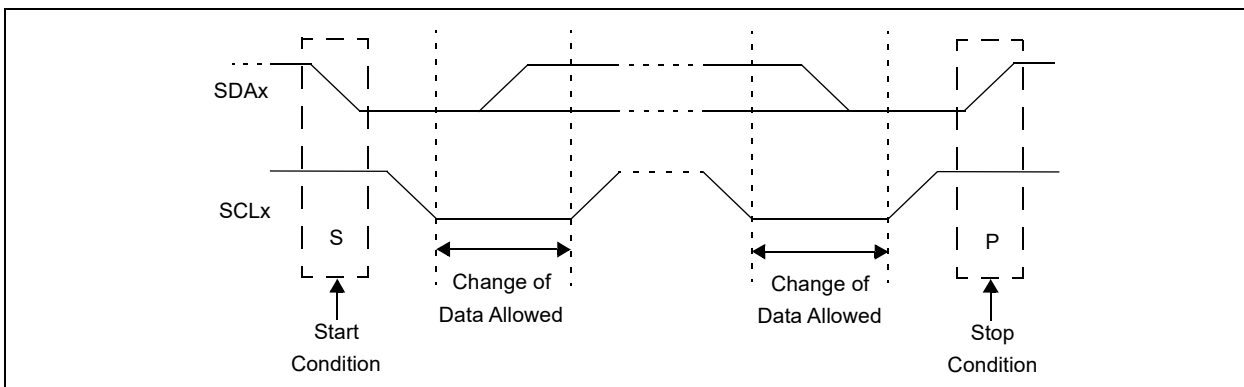 SDAx
SCLx
S
P
Change of
Data Allowed
Change of
Data Allowed
Start
Condition
Stop
Condition